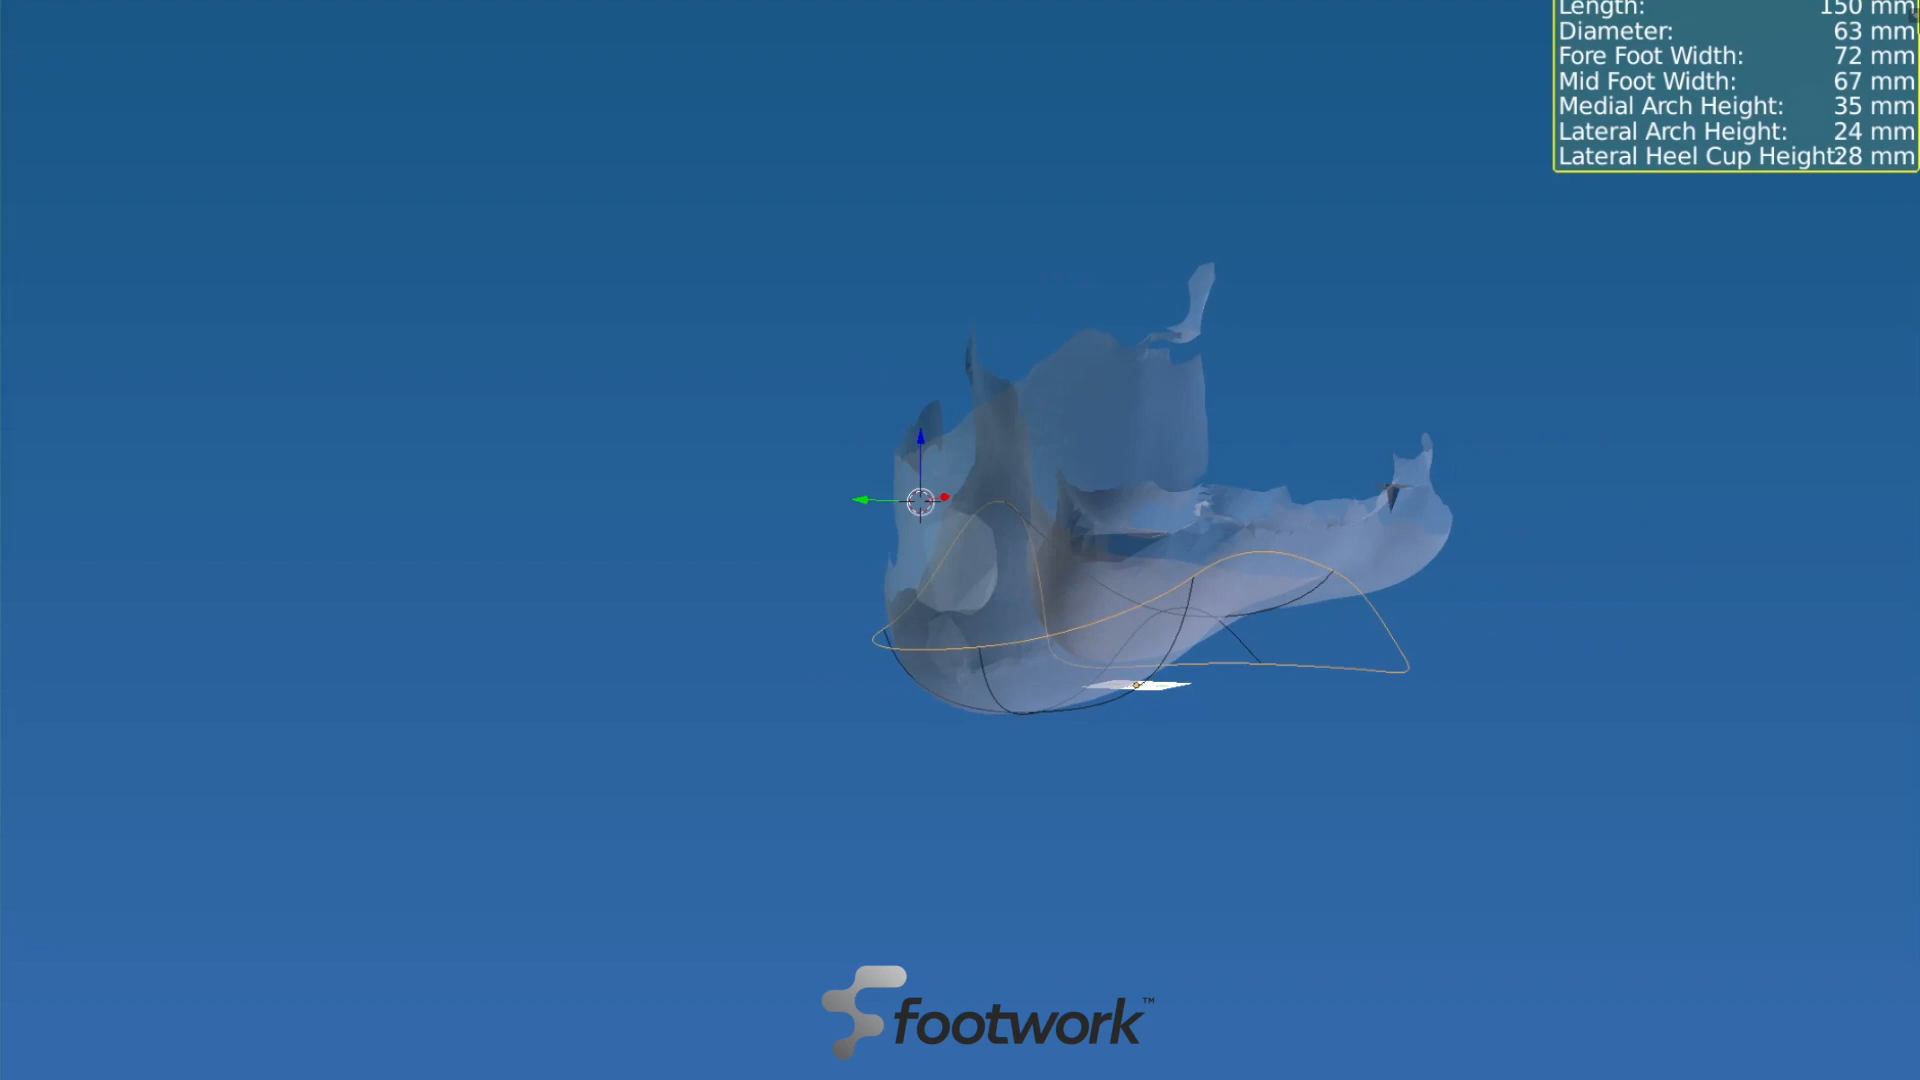 Length: 150 mm
Diameter: 63 mm
Fore Foot Width: 72 mm
Mid Foot Width: 67 mm
Medial Arch Height: 35 mm
Lateral Arch Height: 24 mm
Lateral Heel Cup Height: 28 mm
footwork™